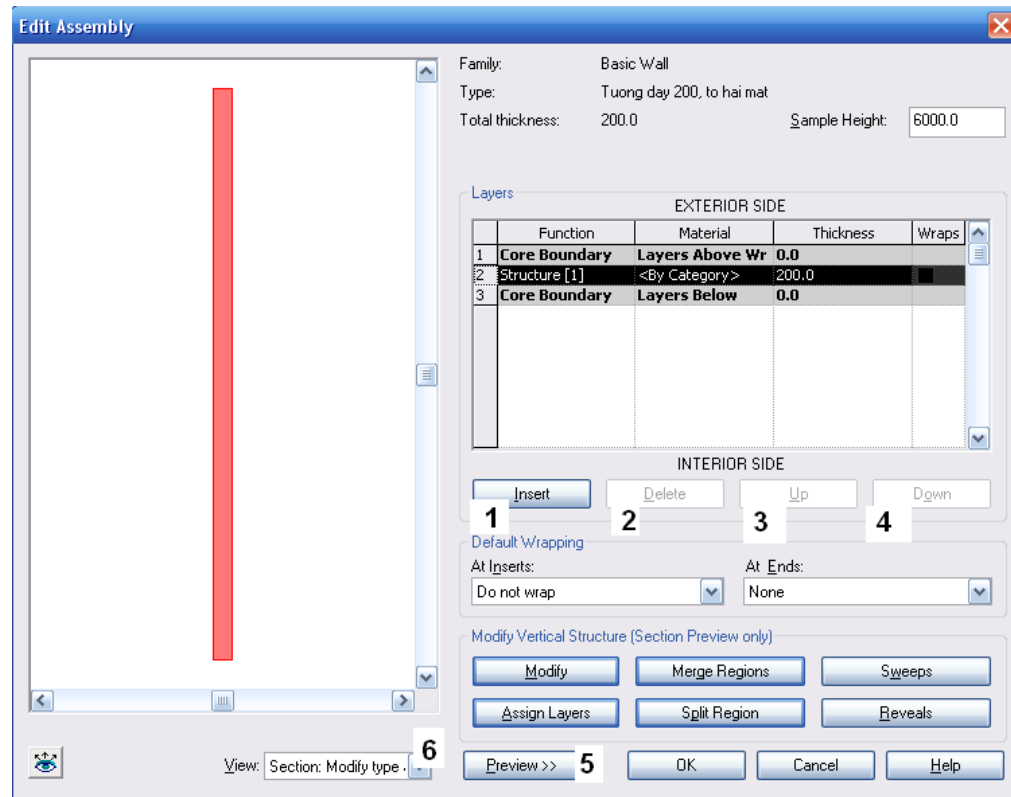 Edit Assembly
Family: Basic Wall
Type: Tuong day 200, to hai mat
Total thickness: 200.0 Sample Height: 6000.0
Layers
EXTERIOR SIDE
Function Material Thickness Wraps
1 Core Boundary Layers Above Wr 0.0
2 Structure [1] <By Category> 200.0
3 Core Boundary Layers Below 0.0
INTERIOR SIDE
Insert Delete Up Down
1 2 3 4
Default Wrapping
At Inserts: At Ends:
Do not wrap None
Modify Vertical Structure (Section Preview only)
Modify Merge Regions Sweeps
Assign Layers Split Region Reveals
View: Section: Modify type . 6 Preview >> 5 OK Cancel Help